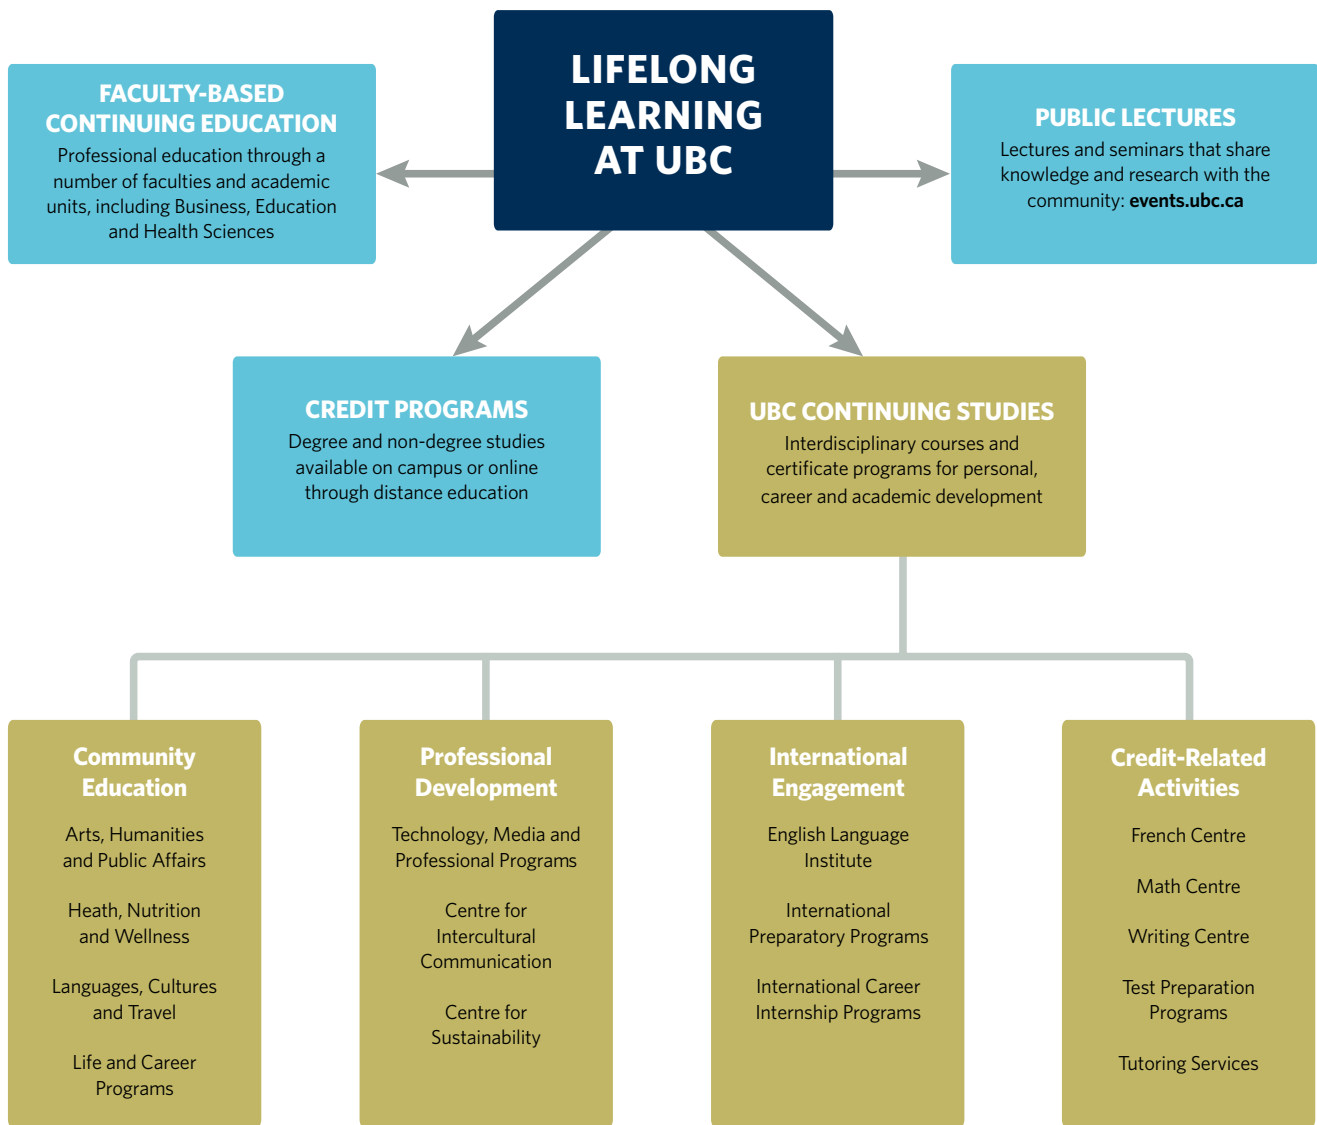 LIFELONG
LEARNING
AT UBC
FACULTY-BASED
CONTINUING EDUCATION
Professional education through a
number of faculties and academic
units, including Business, Education
and Health Sciences
PUBLIC LECTURES
Lectures and seminars that share
knowledge and research with the
community: events.ubc.ca
CREDIT PROGRAMS
Degree and non-degree studies
available on campus or online
through distance education
UBC CONTINUING STUDIES
Interdisciplinary courses and
certificate programs for personal,
career and academic development
Community
Education
Arts, Humanities
and Public Affairs
Heath, Nutrition
and Wellness
Languages, Cultures
and Travel
Life and Career
Programs
Professional
Development
Technology, Media and
Professional Programs
Centre for
Intercultural
Communication
Centre for
Sustainability
International
Engagement
English Language
Institute
International
Preparatory Programs
International Career
Internship Programs
Credit-Related
Activities
French Centre
Math Centre
Writing Centre
Test Preparation
Programs
Tutoring Services